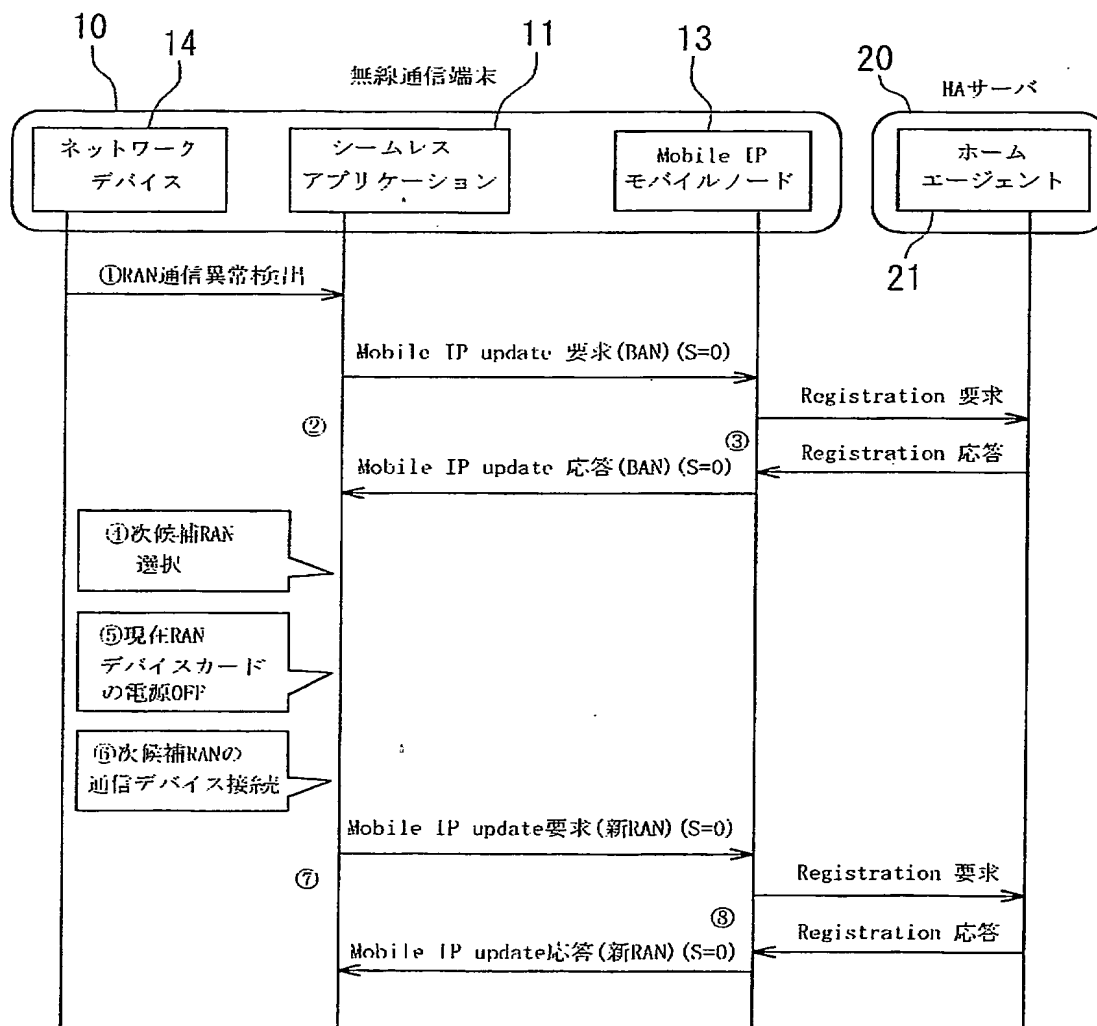 10
14
11
13
20
無線通信端末
HAサーバ
ネットワーク
デバイス
シームレス
アプリケーション
Mobile IP
モバイルノード
ホーム
エージェント
21
①RAN通信異常検出
Mobile IP update 要求(BAN)(S=0)
Registration 要求
②
③
Registration 応答
Mobile IP update 応答(BAN)(S=0)
④次候補RAN
選択
⑤現在RAN
デバイスカード
の電源OFF
⑥次候補RANの
通信デバイス接続
Mobile IP update要求(新RAN)(S=0)
⑦
Registration 要求
⑧
Registration 応答
Mobile IP update応答(新RAN)(S=0)